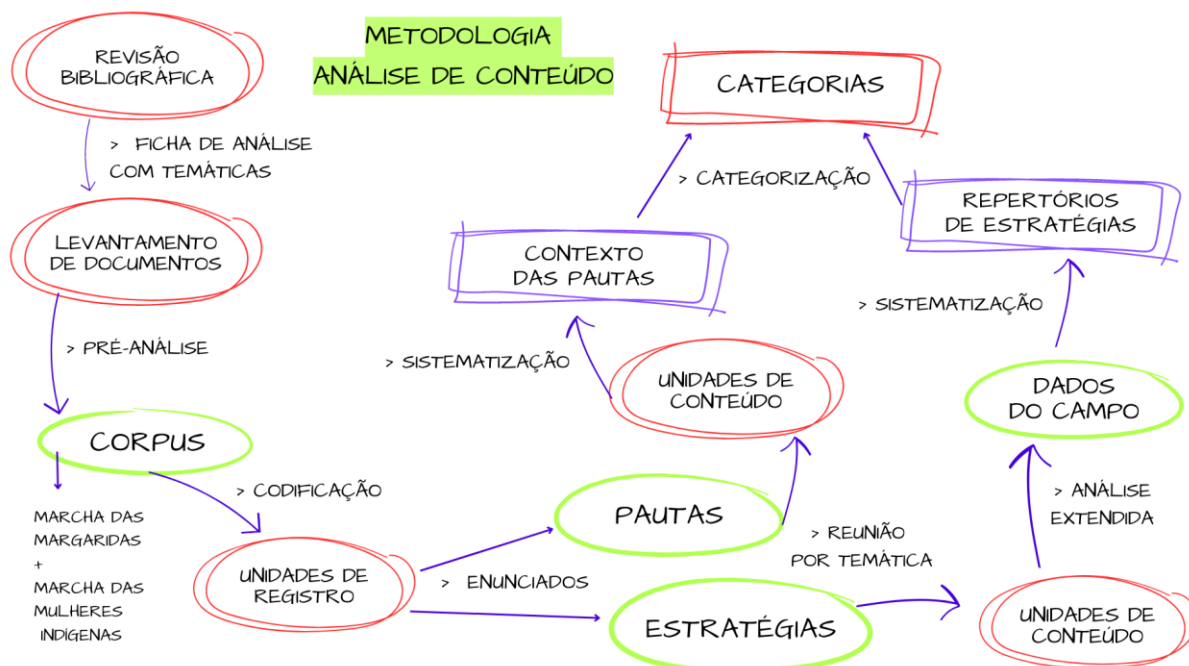 METODOLOGIA
ANÁLISE DE CONTEÚDO
REVISÃO
BIBLIOGRÁFICA
> FICHA DE ANÁLISE
COM TEMÁTICAS
LEVANTAMENTO
DE DOCUMENTOS
> PRÉ-ANÁLISE
CORPUS
MARCHA DAS
MARGARIDAS
+
MARCHA DAS
MULHERES
INDÍGENAS
> CODIFICAÇÃO
UNIDADES DE
REGISTRO
> ENUNCIADOS
PAUTAS
ESTRATÉGIAS
> REUNIÃO
POR TEMÁTICA
UNIDADES DE
CONTEÚDO
> SISTEMATIZAÇÃO
CONTEXTO
DAS PAUTAS
UNIDADES DE
CONTEÚDO
> ANÁLISE
EXTENDIDA
DADOS
DO CAMPO
> SISTEMATIZAÇÃO
REPERTÓRIOS
DE ESTRATÉGIAS
> CATEGORIZAÇÃO
CATEGORIAS